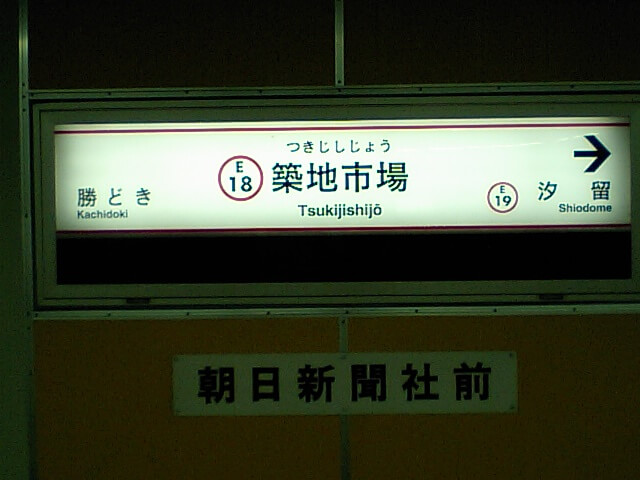 つきじしじょう
E
18
築地市場
Tsukijishijō
勝どき
Kachidoki
E
19
汐留
Shiodome
朝日新聞社前